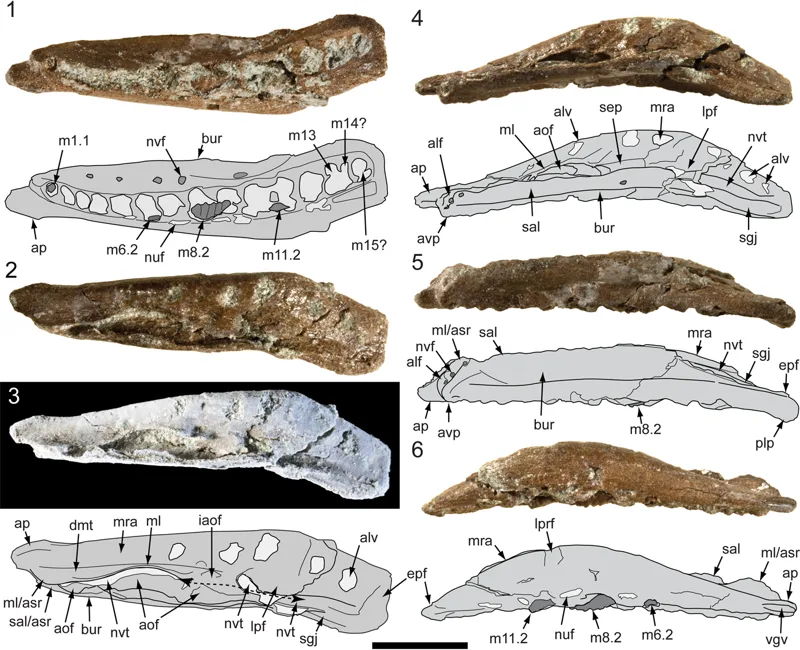 1
m1.1
nvf
bur
m13
m14?
ap
m6.2
nuf
m8.2
m11.2
m15?
2
3
ap
dmt
mra
ml
iaof
alv
ml/asr
sal/asr
aof
bur
nvt
aof
nvt
lpf
nvt
sgj
epf
4
ap
alf
ml
aof
alv
sep
mra
lpf
nvt
alv
avp
sal
bur
sgj
5
alf
nvf
ml/asr
sal
mra
nvt
sgj
epf
ap
avp
bur
m8.2
plp
6
mra
lprf
sal
ml/asr
ap
epf
m11.2
nuf
m8.2
m6.2
vgv